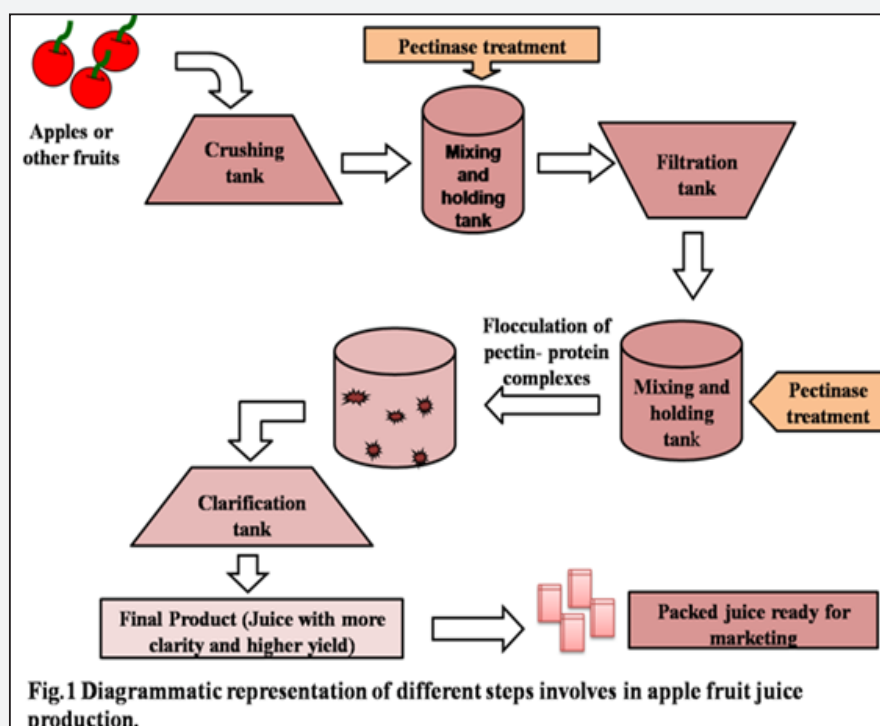 Pectinase treatment
Apples or
other fruits
Crushing
tank
Mixing
and
holding
tank
Filtration
tank
Flocculation of
pectin- protein
complexes
Mixing and
holding
tank
Pectinase
treatment
Clarification
tank
Final Product (Juice with more
clarity and higher yield)
Packed juice ready for
marketing
Fig.1 Diagrammatic representation of different steps involves in apple fruit juice
production.